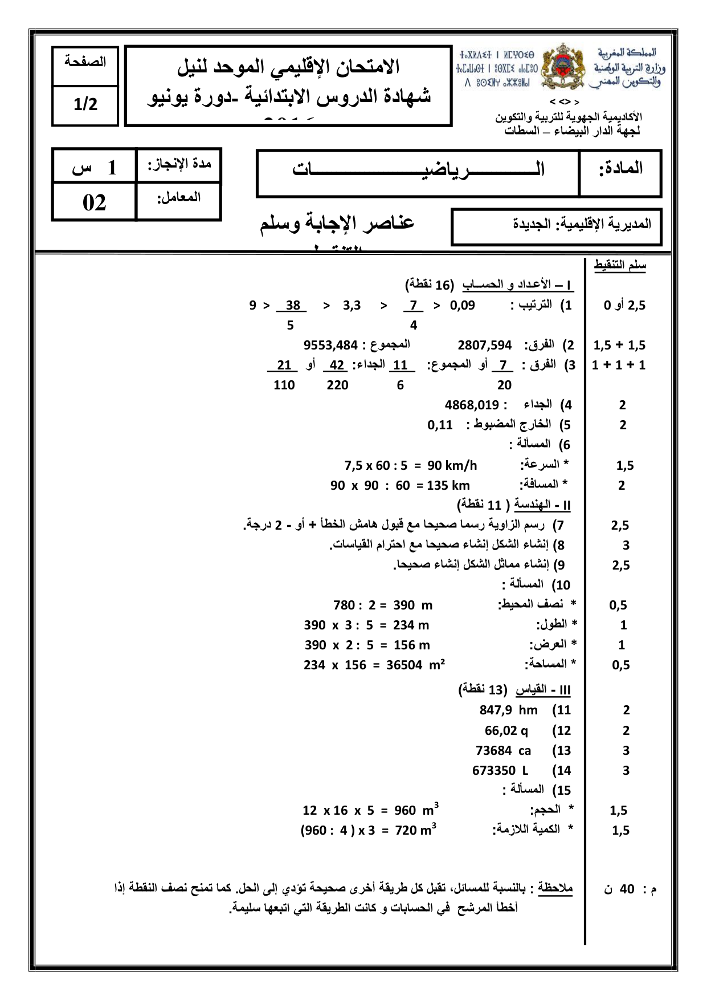 المملكة المغربية
وزارة التربية الوطنية
والتكوين المهني
ⵜⴰⴳⵍⴷⵉⵜ ⵏ ⵍⵎⵖⵔⵉⴱ
ⵜⴰⵎⴰⵡⴰⵙⵜ ⵏ ⵓⵙⴳⵎⵉ ⴰⵏⴰⵎⵓⵔ
ⴷ ⵓⵙⵎⵓⵜⵜⴳ ⴰⵣⵣⵓⵍⴰⵏ
< <> >
الأكاديمية الجهوية للتربية والتكوين
لجهة الدار البيضاء – السطات
الامتحان الإقليمي الموحد لنيل
شهادة الدروس الابتدائية -دورة يونيو
الصفحة
1/2
المادة: الـــــــــرياضيـــــــــــــــات
مدة الإنجاز: 1 س
المعامل: 02
المديرية الإقليمية: الجديدة
عناصر الإجابة وسلم
سلم التنقيط
I – الأعـداد و الحســاب (16 نقطة)
2,5 أو 0 1) الترتيب : 9 > 38 > 3,3 > 7 > 0,09
5 4
1,5 + 1,5 2) الفرق: 2807,594 المجموع : 9553,484
1 + 1 + 1 3) الفرق : 7 أو المجموع: 11 الجداء: 42 أو 21
20 6 220 110
2 4) الجداء : 4868,019
2 5) الخارج المضبوط : 0,11
6) المسألة :
1,5 * السرعة: 7,5 x 60 : 5 = 90 km/h
2 * المسافة: 90 x 90 : 60 = 135 km
II - الهندسة ( 11 نقطة)
2,5 7) رسم الزاوية رسما صحيحا مع قبول هامش الخطأ + أو - 2 درجة.
3 8) إنشاء الشكل إنشاء صحيحا مع احترام القياسات.
2,5 9) إنشاء مماثل الشكل إنشاء صحيحا.
10) المسألة :
0,5 * نصف المحيط: 780 : 2 = 390 m
1 * الطول: 390 x 3 : 5 = 234 m
1 * العرض: 390 x 2 : 5 = 156 m
0,5 * المساحة: 234 x 156 = 36504 m²
III - القياس (13 نقطة)
2 11) 847,9 hm
2 12) 66,02 q
3 13) 73684 ca
3 14) 673350 L
15) المسألة :
1,5 * الحجم: 12 x 16 x 5 = 960 m³
1,5 * الكمية اللازمة: (960 : 4 ) x 3 = 720 m³
م : 40 ن ملاحظة : بالنسبة للمسائل، تقبل كل طريقة أخرى صحيحة تؤدي إلى الحل. كما تمنح نصف النقطة إذا
أخطأ المرشح في الحسابات و كانت الطريقة التي اتبعها سليمة.